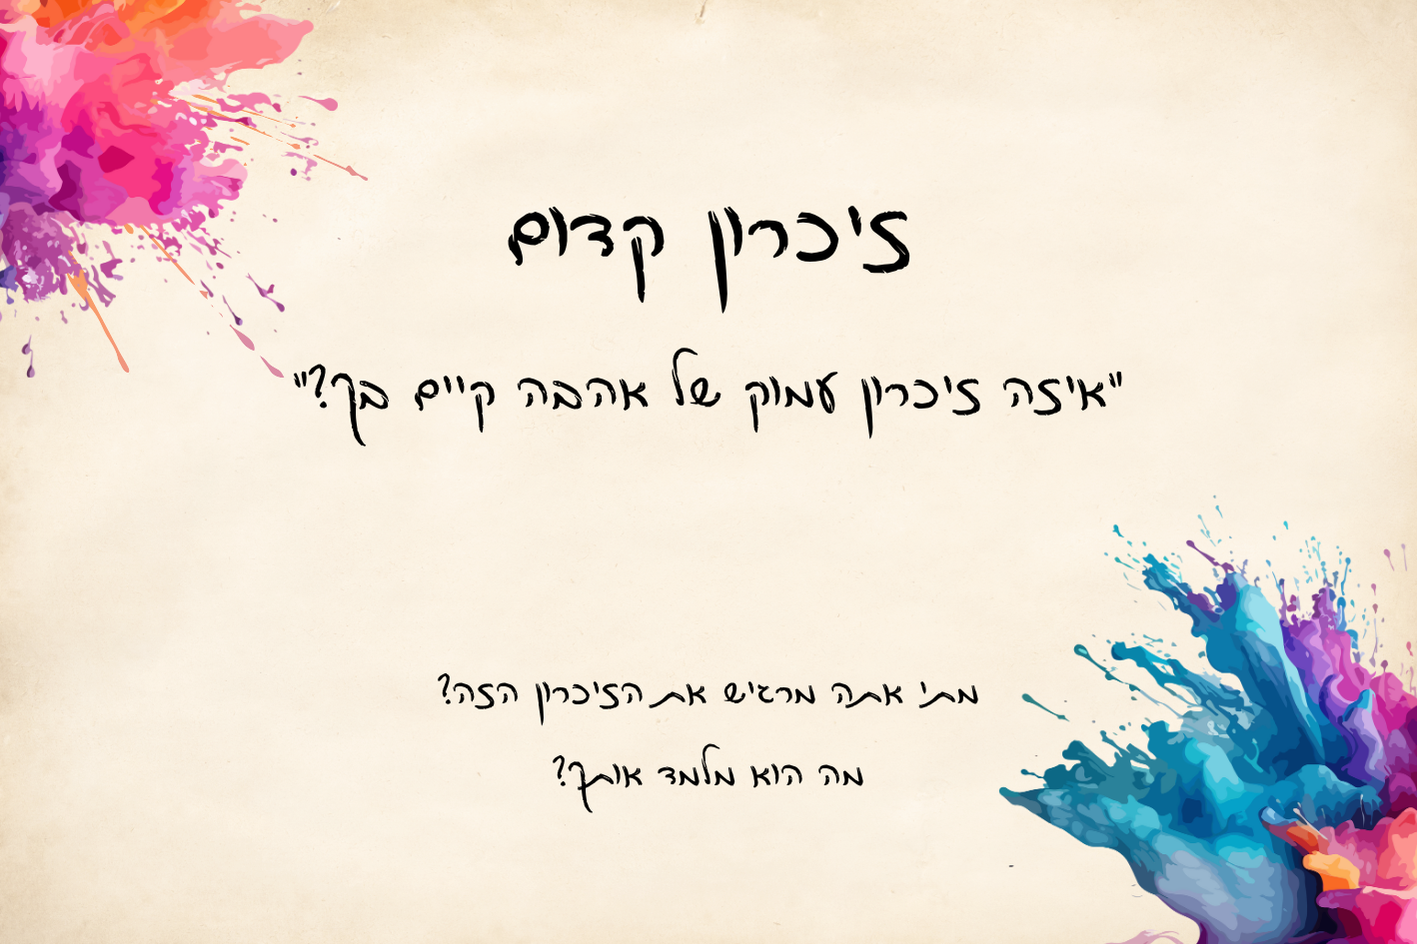 זיכרון קדום
"איזה זיכרון עמוק של אהבה קיים בך?"
מתי אתה מרגיש את הזיכרון הזה?
מה הוא מלמד אותך?